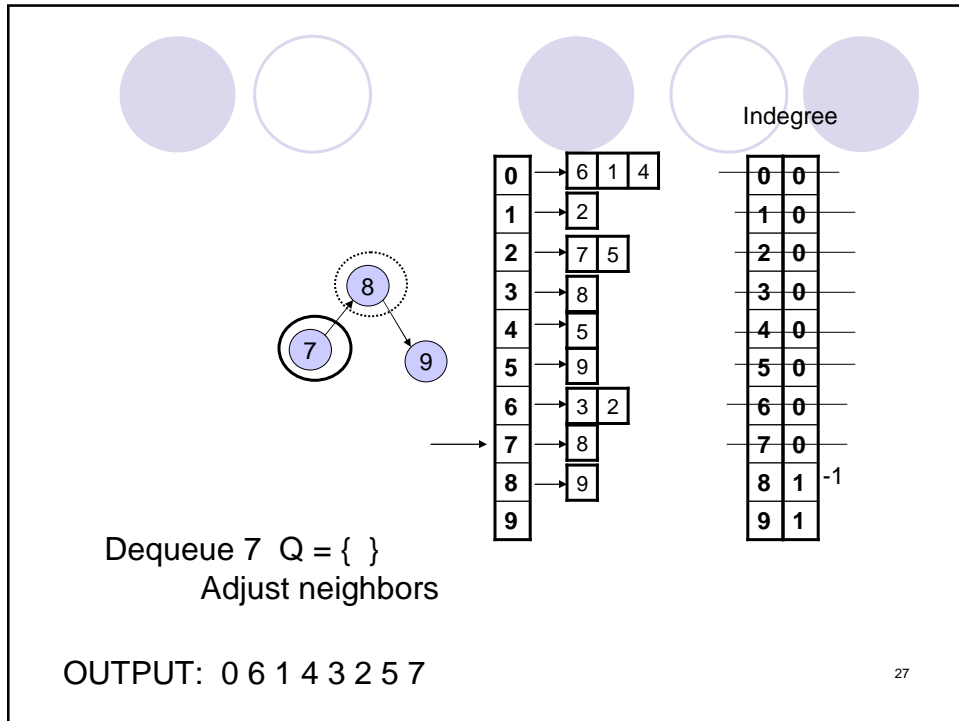 Indegree
0 6 1 4 0 0
1 2 1 0
2 7 5 2 0
8 3 8 3 0
4 5 4 0
7 9 5 9 5 0
6 3 2 6 0
7 8 7 0
8 9 8 1 -1
9 9 1
Dequeue 7 Q = { }
Adjust neighbors
OUTPUT: 0 6 1 4 3 2 5 7
27